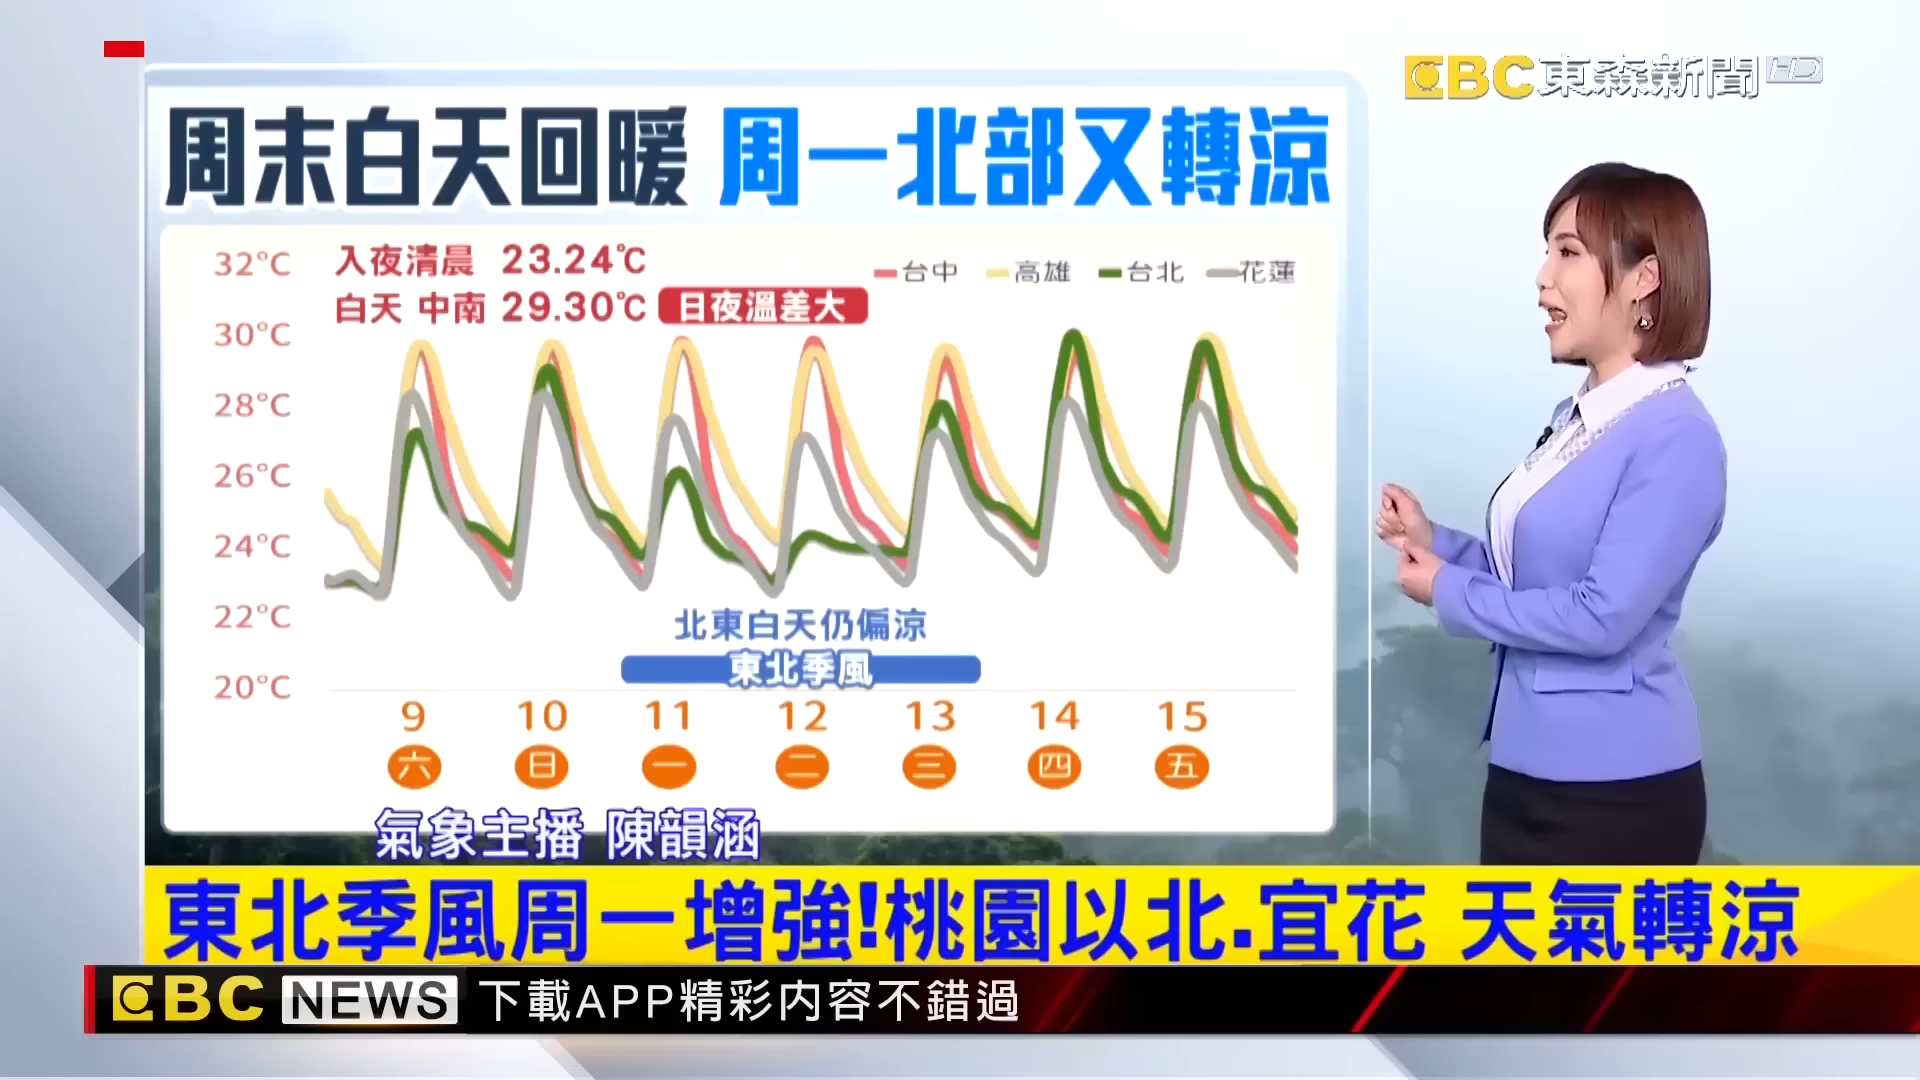 EBC東森新聞HD
周末白天回暖 周一北部又轉涼
32°C
入夜清晨 23.24℃
台中 高雄 台北 花蓮
白天 中南 29.30℃ 日夜溫差大
30°C
28°C
26°C
24°C
22°C
20°C
北東白天仍偏涼
東北季風
9 10 11 12 13 14 15
六 日 一 二 三 四 五
氣象主播 陳韻涵
東北季風周一增強!桃園以北.宜花 天氣轉涼
EBC NEWS 下載APP精彩內容不錯過